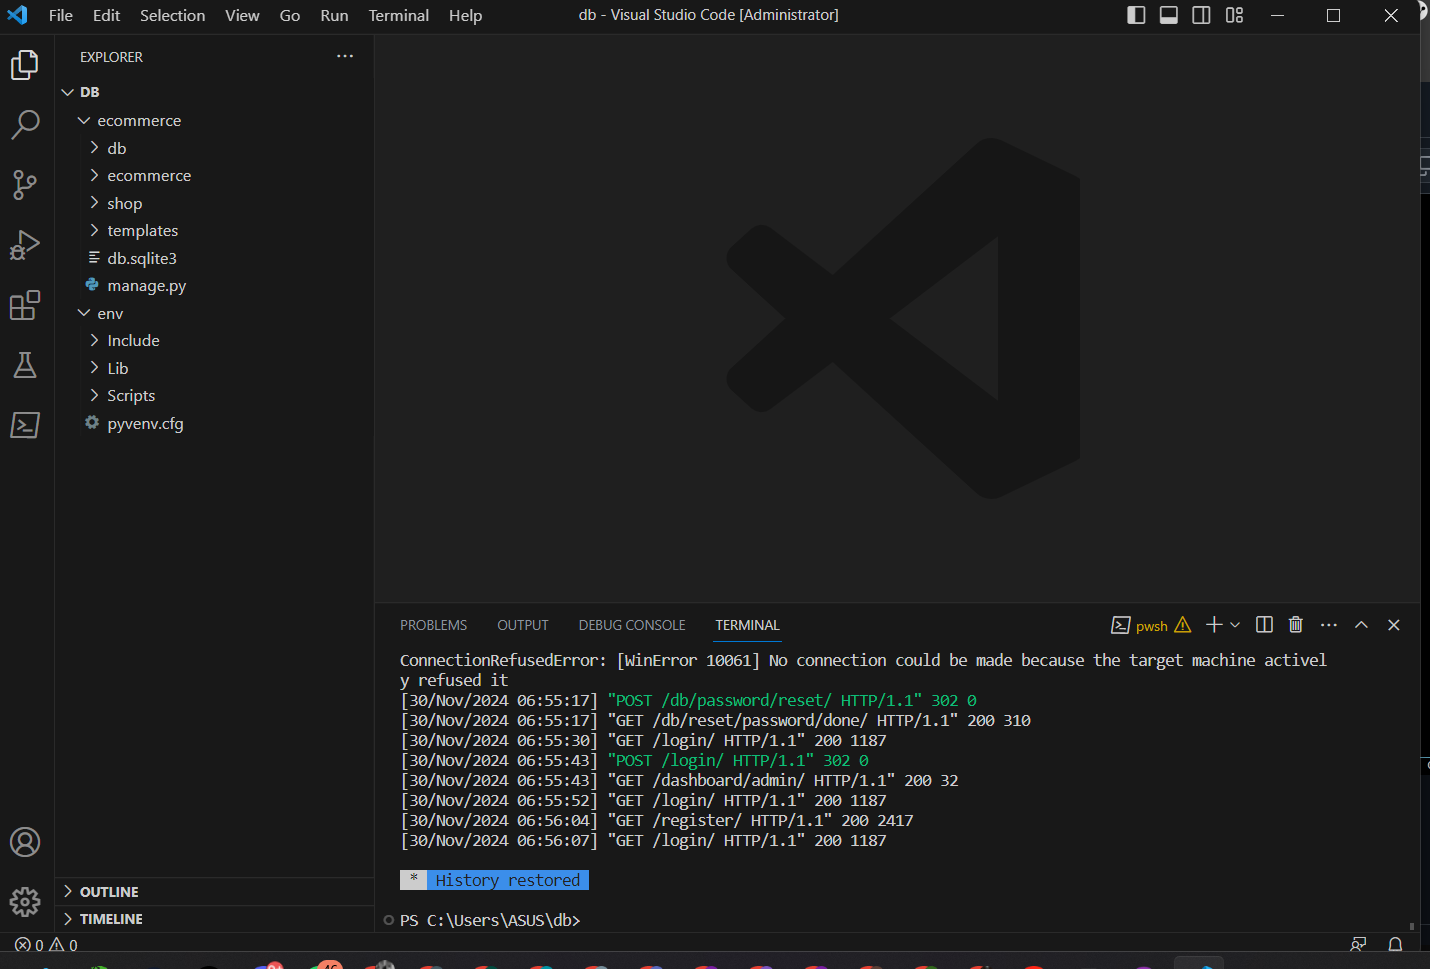 File Edit Selection View Go Run Terminal Help
db - Visual Studio Code [Administrator]
EXPLORER
DB
ecommerce
db
ecommerce
shop
templates
db.sqlite3
manage.py
env
Include
Lib
Scripts
pyvenv.cfg
OUTLINE
TIMELINE
PROBLEMS OUTPUT DEBUG CONSOLE TERMINAL
pwsh
ConnectionRefusedError: [WinError 10061] No connection could be made because the target machine activel
y refused it
[30/Nov/2024 06:55:17] "POST /db/password/reset/ HTTP/1.1" 302 0
[30/Nov/2024 06:55:17] "GET /db/reset/password/done/ HTTP/1.1" 200 310
[30/Nov/2024 06:55:30] "GET /login/ HTTP/1.1" 200 1187
[30/Nov/2024 06:55:43] "POST /login/ HTTP/1.1" 302 0
[30/Nov/2024 06:55:43] "GET /dashboard/admin/ HTTP/1.1" 200 32
[30/Nov/2024 06:55:52] "GET /login/ HTTP/1.1" 200 1187
[30/Nov/2024 06:56:04] "GET /register/ HTTP/1.1" 200 2417
[30/Nov/2024 06:56:07] "GET /login/ HTTP/1.1" 200 1187
* History restored
PS C:\Users\ASUS\db>
0 0